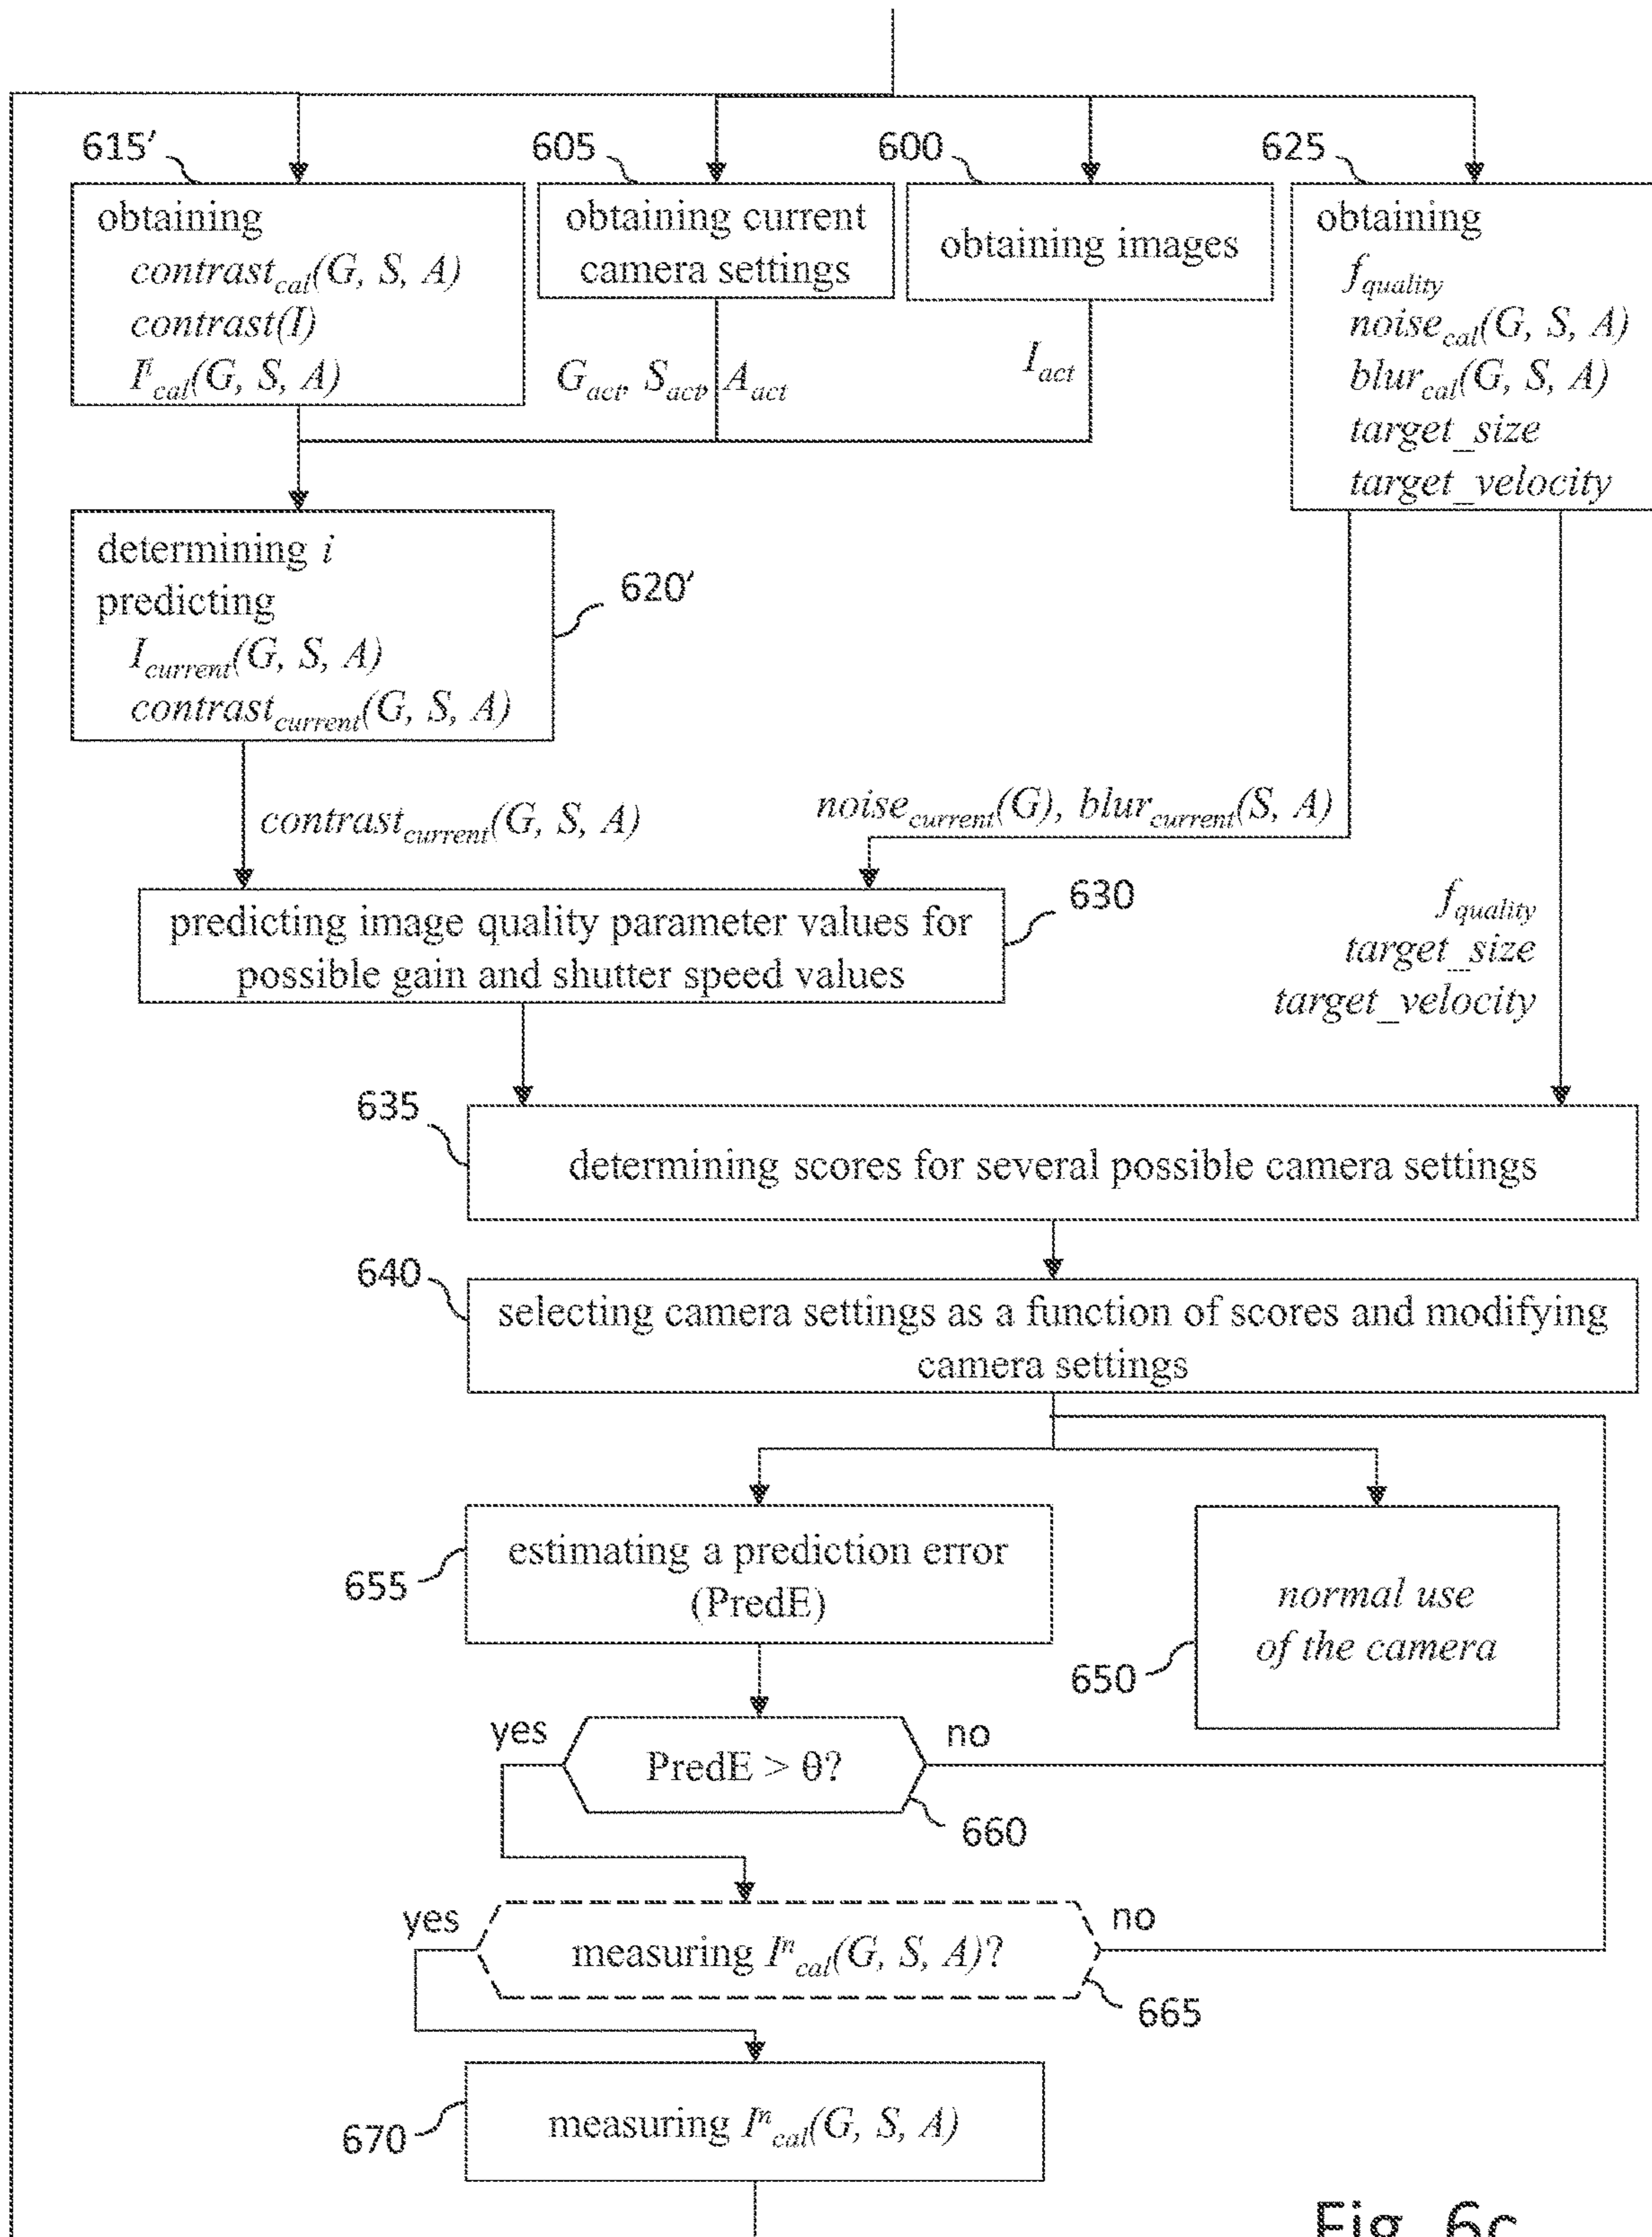 615’
605
600
625
obtaining
contrast_cal(G, S, A)
contrast(I)
I^i_cal(G, S, A)
obtaining current
camera settings
obtaining images
obtaining
f_quality
noise_cal(G, S, A)
blur_cal(G, S, A)
target_size
target_velocity
G_act, S_act, A_act
I_act
determining i
predicting
I_current(G, S, A)
contrast_current(G, S, A)
620’
contrast_current(G, S, A)
noise_current(G), blur_current(S, A)
predicting image quality parameter values for
possible gain and shutter speed values
630
f_quality
target_size
target_velocity
635
determining scores for several possible camera settings
640
selecting camera settings as a function of scores and modifying
camera settings
estimating a prediction error
(PredE)
655
normal use
of the camera
650
yes
PredE > θ?
no
660
yes
measuring I^n_cal(G, S, A)?
no
665
measuring I^n_cal(G, S, A)
670
Fig. 6c